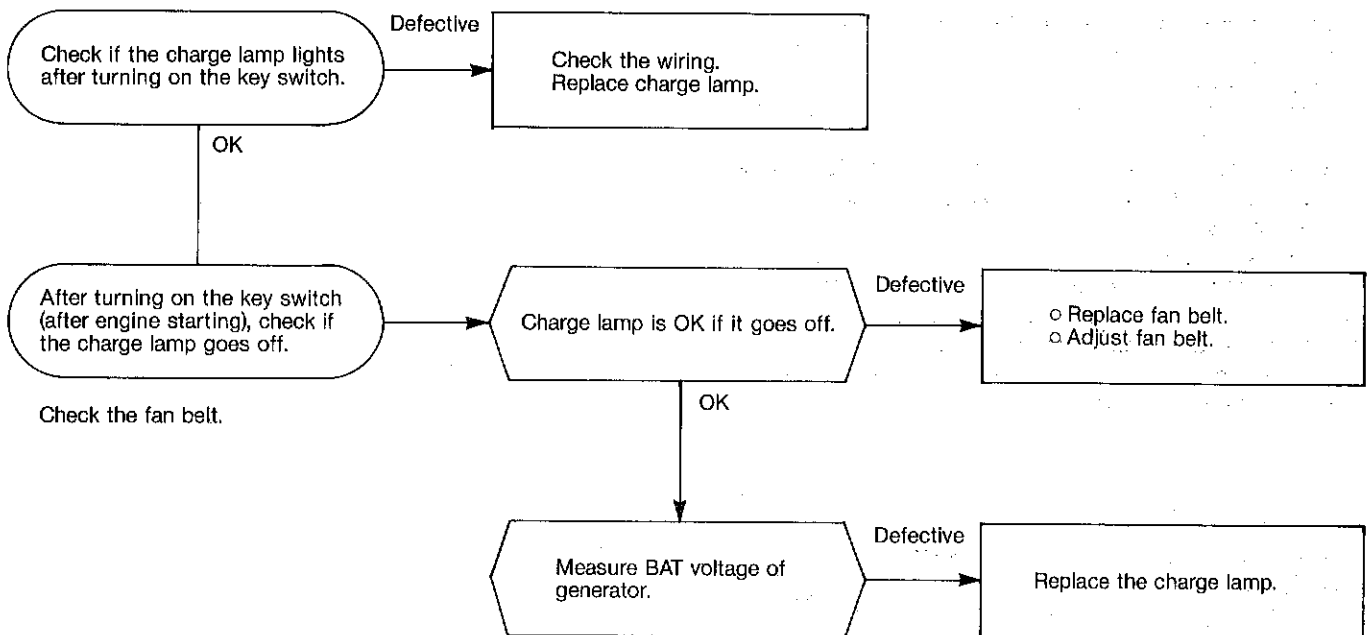 Defective
Check if the charge lamp lights
after turning on the key switch.
Check the wiring.
Replace charge lamp.
OK
After turning on the key switch
(after engine starting), check if
the charge lamp goes off.
Charge lamp is OK if it goes off.
Defective
○ Replace fan belt.
○ Adjust fan belt.
Check the fan belt.
OK
Measure BAT voltage of
generator.
Defective
Replace the charge lamp.